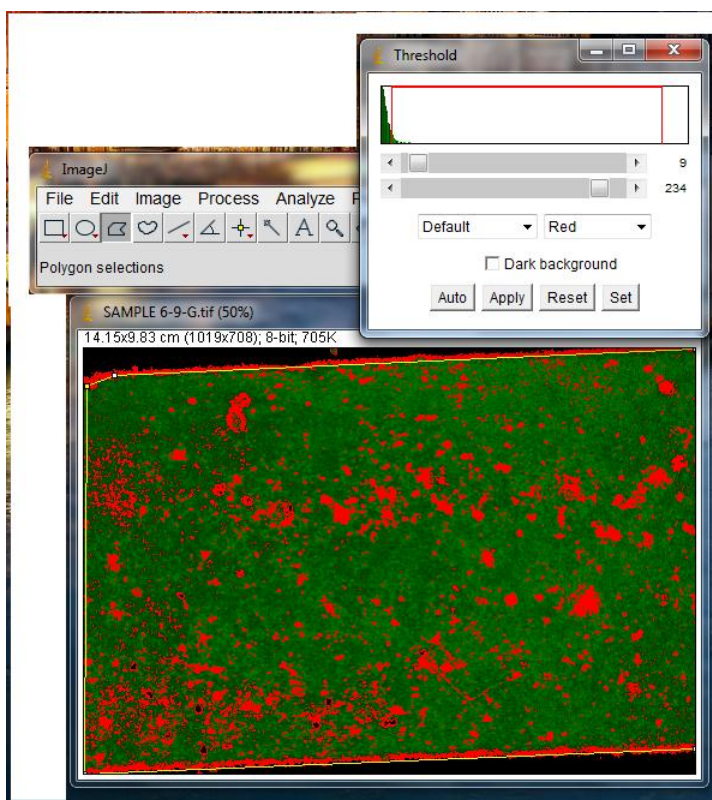 Threshold
9
234
Default Red
Dark background
Auto Apply Reset Set
ImageJ
File Edit Image Process Analyze
Polygon selections
SAMPLE 6-9-G.tif (50%)
14.15x9.83 cm (1019x708); 8-bit; 705K